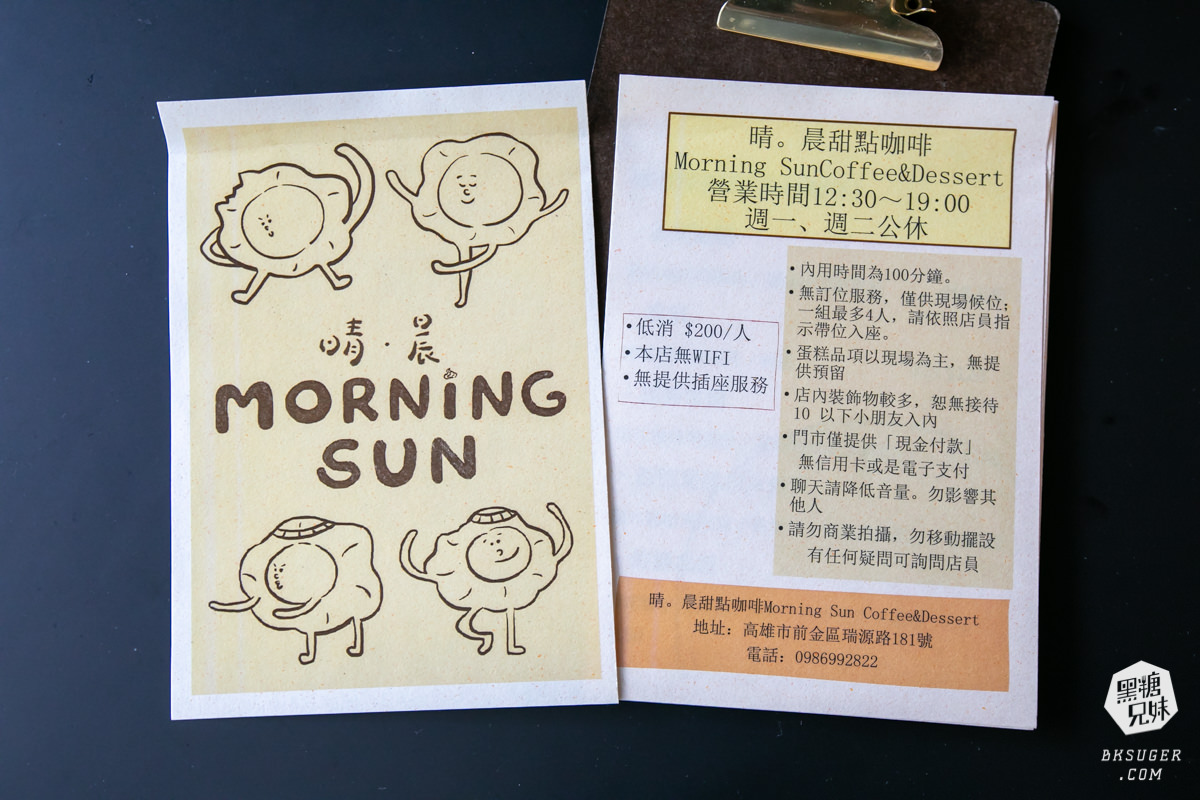 晴·晨
MORNING
SUN
晴。晨甜點咖啡
Morning SunCoffee&Dessert
營業時間12:30～19:00
週一、週二公休
•低消 $200/人
•本店無WIFI
•無提供插座服務
•內用時間為100分鐘。
•無訂位服務，僅供現場候位；
一組最多4人，請依照店員指
示帶位入座。
•蛋糕品項以現場為主，無提
供預留
•店內裝飾物較多，恕無接待
10 以下小朋友入內
•門市僅提供「現金付款」
無信用卡或是電子支付
•聊天請降低音量。勿影響其
他人
•請勿商業拍攝，勿移動擺設
有任何疑問可詢問店員
晴。晨甜點咖啡Morning Sun Coffee&Dessert
地址：高雄市前金區瑞源路181號
電話：0986992822
黑糖
兄妹
BKSUGER
.COM